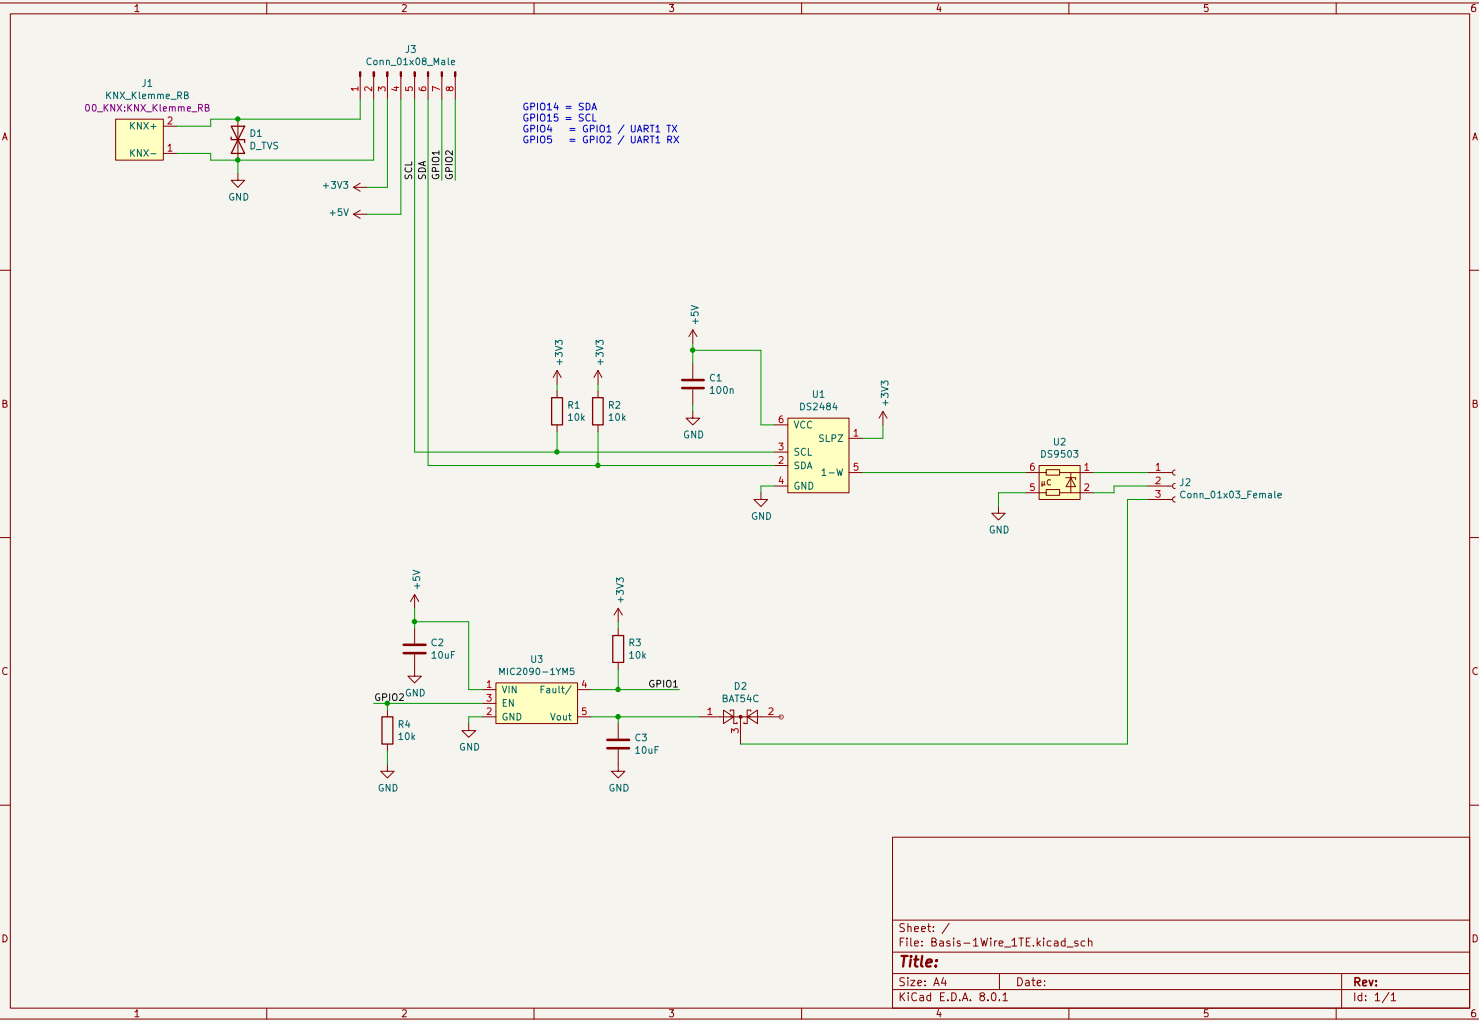 1 2 3 4 5 6
J3
Conn_01x08_Male
1 2 3 4 5 6 7 8
J1
KNX_Klemme_RB
00_KNX:KNX_Klemme_RB
KNX+ 2
KNX- 1
D1
D_TVS
GND
GPIO14 = SDA
GPIO15 = SCL
GPIO4 = GPIO1 / UART1 TX
GPIO5 = GPIO2 / UART1 RX
A
A
SCL
SDA
GPIO1
GPIO2
+3V3
+5V
B
B
+3V3
+3V3
+5V
R1
10k
R2
10k
C1
100n
GND
U1
DS2484
+3V3
6 VCC
SLPZ 1
3 SCL
2 SDA
1-W 5
4 GND
GND
U2
DS9503
6 1
µC
5 2
GND
1
2
3
J2
Conn_01x03_Female
C
C
+5V
C2
10uF
GND
+3V3
R3
10k
U3
MIC2090-1YM5
1 VIN Fault/ 4
3 EN
2 GND Vout 5
GPIO2
GPIO1
R4
10k
GND
GND
C3
10uF
GND
D2
BAT54C
1 2
3
D
D
Sheet: /
File: Basis-1Wire_1TE.kicad_sch
Title:
Size: A4 Date: Rev:
KiCad E.D.A. 8.0.1 Id: 1/1
1 2 3 4 5 6